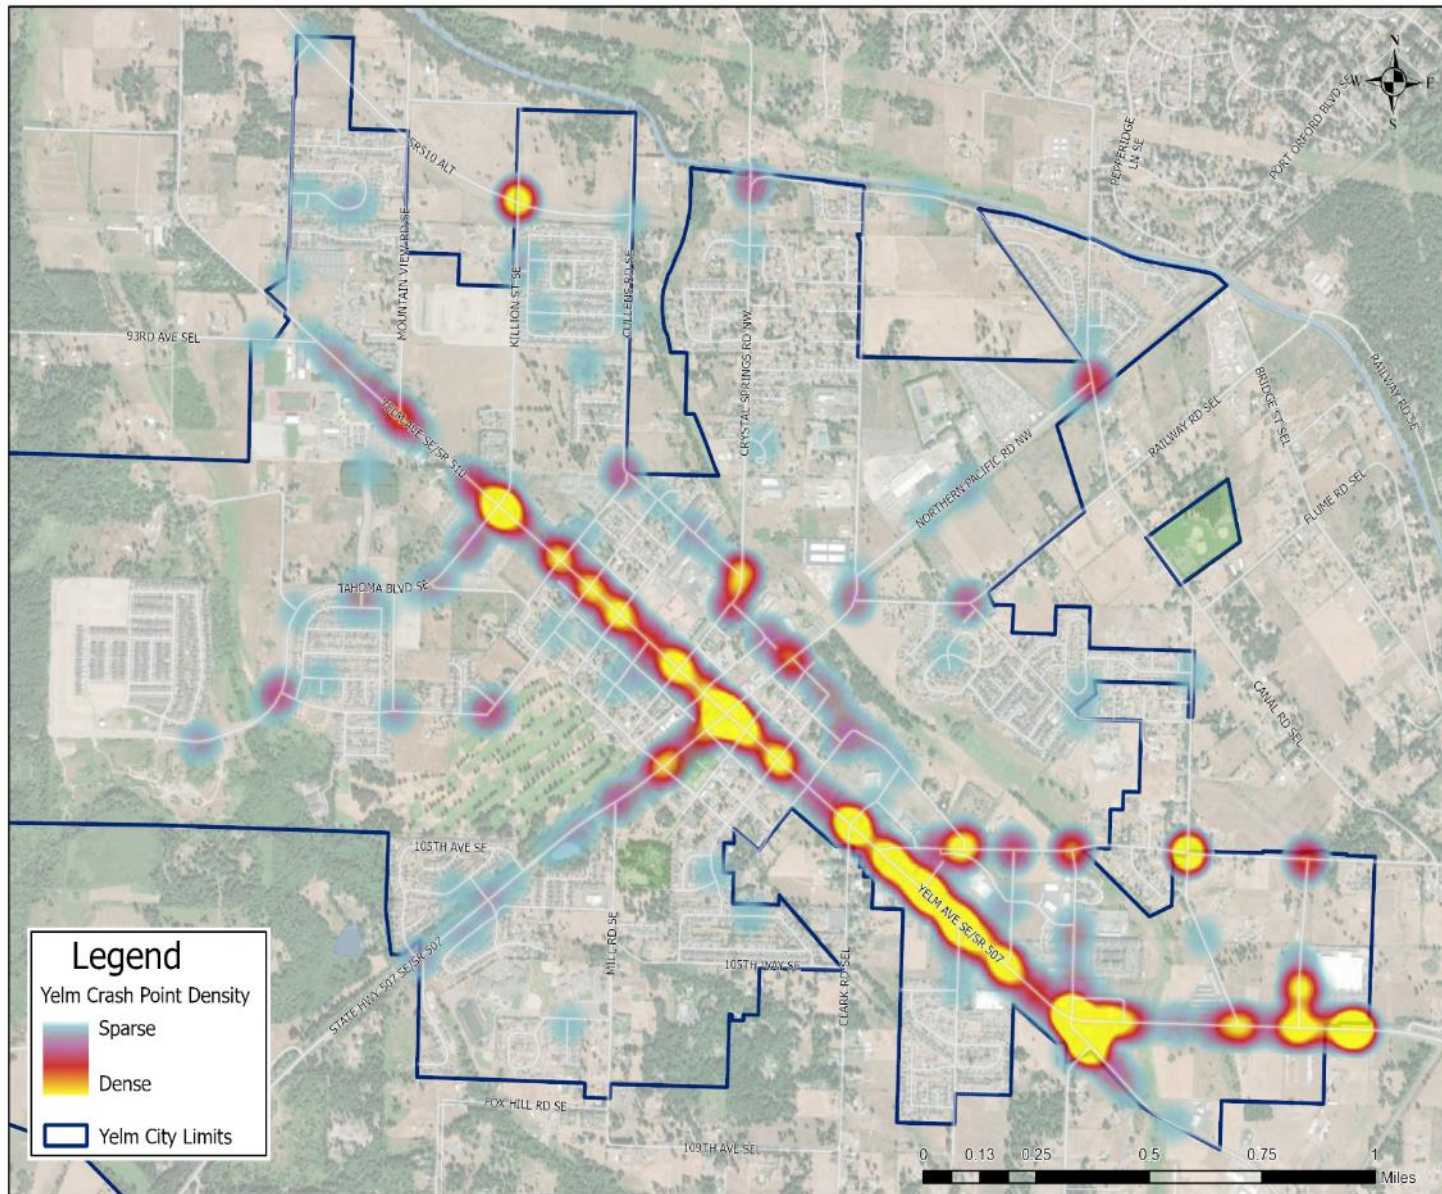 N
W
E
S
PORT ORFORD BLVD SE
PEPPERIDGE
LN SE
SR510 ALT
MOUNTAIN VIEW RD SE
KILLION ST SE
CULLENS RD SE
CRYSTAL SPRINGS RD NW
93RD AVE SEL
YELM AVE SE/SR 510
NORTHERN PACIFIC RD NW
RAILWAY RD SEL
BRIDGE ST SEL
RAILWAY RD SE
FLUME RD SEL
TAHOMA BLVD SE
CANAL RD SEL
105TH AVE SE
YELM AVE SE/SR 507
STATE HWY 507 SE/SR 507
MILL RD SE
105TH WAY SE
CLARK RD SEL
FOX HILL RD SE
109TH AVE SEL
Legend
Yelm Crash Point Density
Sparse
Dense
Yelm City Limits
0 0.13 0.25 0.5 0.75 1
Miles